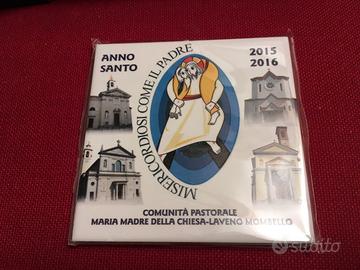 ANNO
SANTO
2015
2016
MISERICORDIOSI COME IL PADRE
COMUNITÀ PASTORALE
MARIA MADRE DELLA CHIESA-LAVENO MOMBELLO
subito